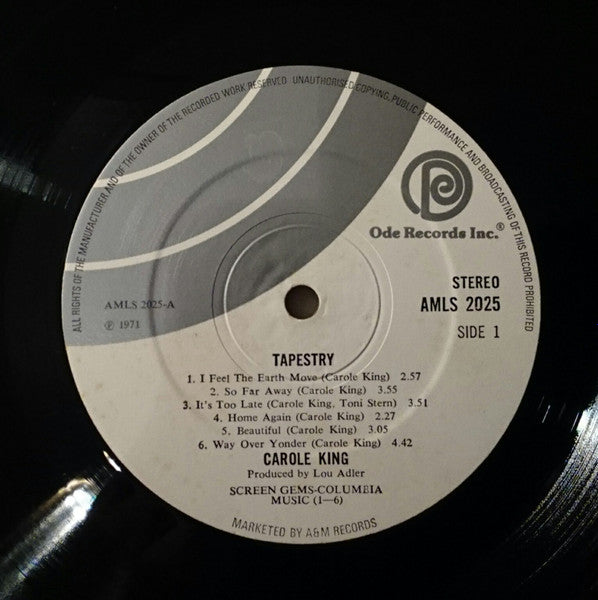 ALL RIGHTS OF THE MANUFACTURER AND OF THE OWNER OF THE RECORDED WORK RESERVED UNAUTHORISED COPYING, PUBLIC PERFORMANCE AND BROADCASTING OF THIS RECORD PROHIBITED
Ode Records Inc.®
STEREO
AMLS 2025-A
AMLS 2025
℗ 1971
SIDE 1
TAPESTRY
1. I Feel The Earth Move (Carole King) 2.57
2. So Far Away (Carole King) 3.55
3. It's Too Late (Carole King, Toni Stern) 3.51
4. Home Again (Carole King) 2.27
5. Beautiful (Carole King) 3.05
6. Way Over Yonder (Carole King) 4.42
CAROLE KING
Produced by Lou Adler
SCREEN GEMS-COLUMBIA
MUSIC (1—6)
MARKETED BY A&M RECORDS